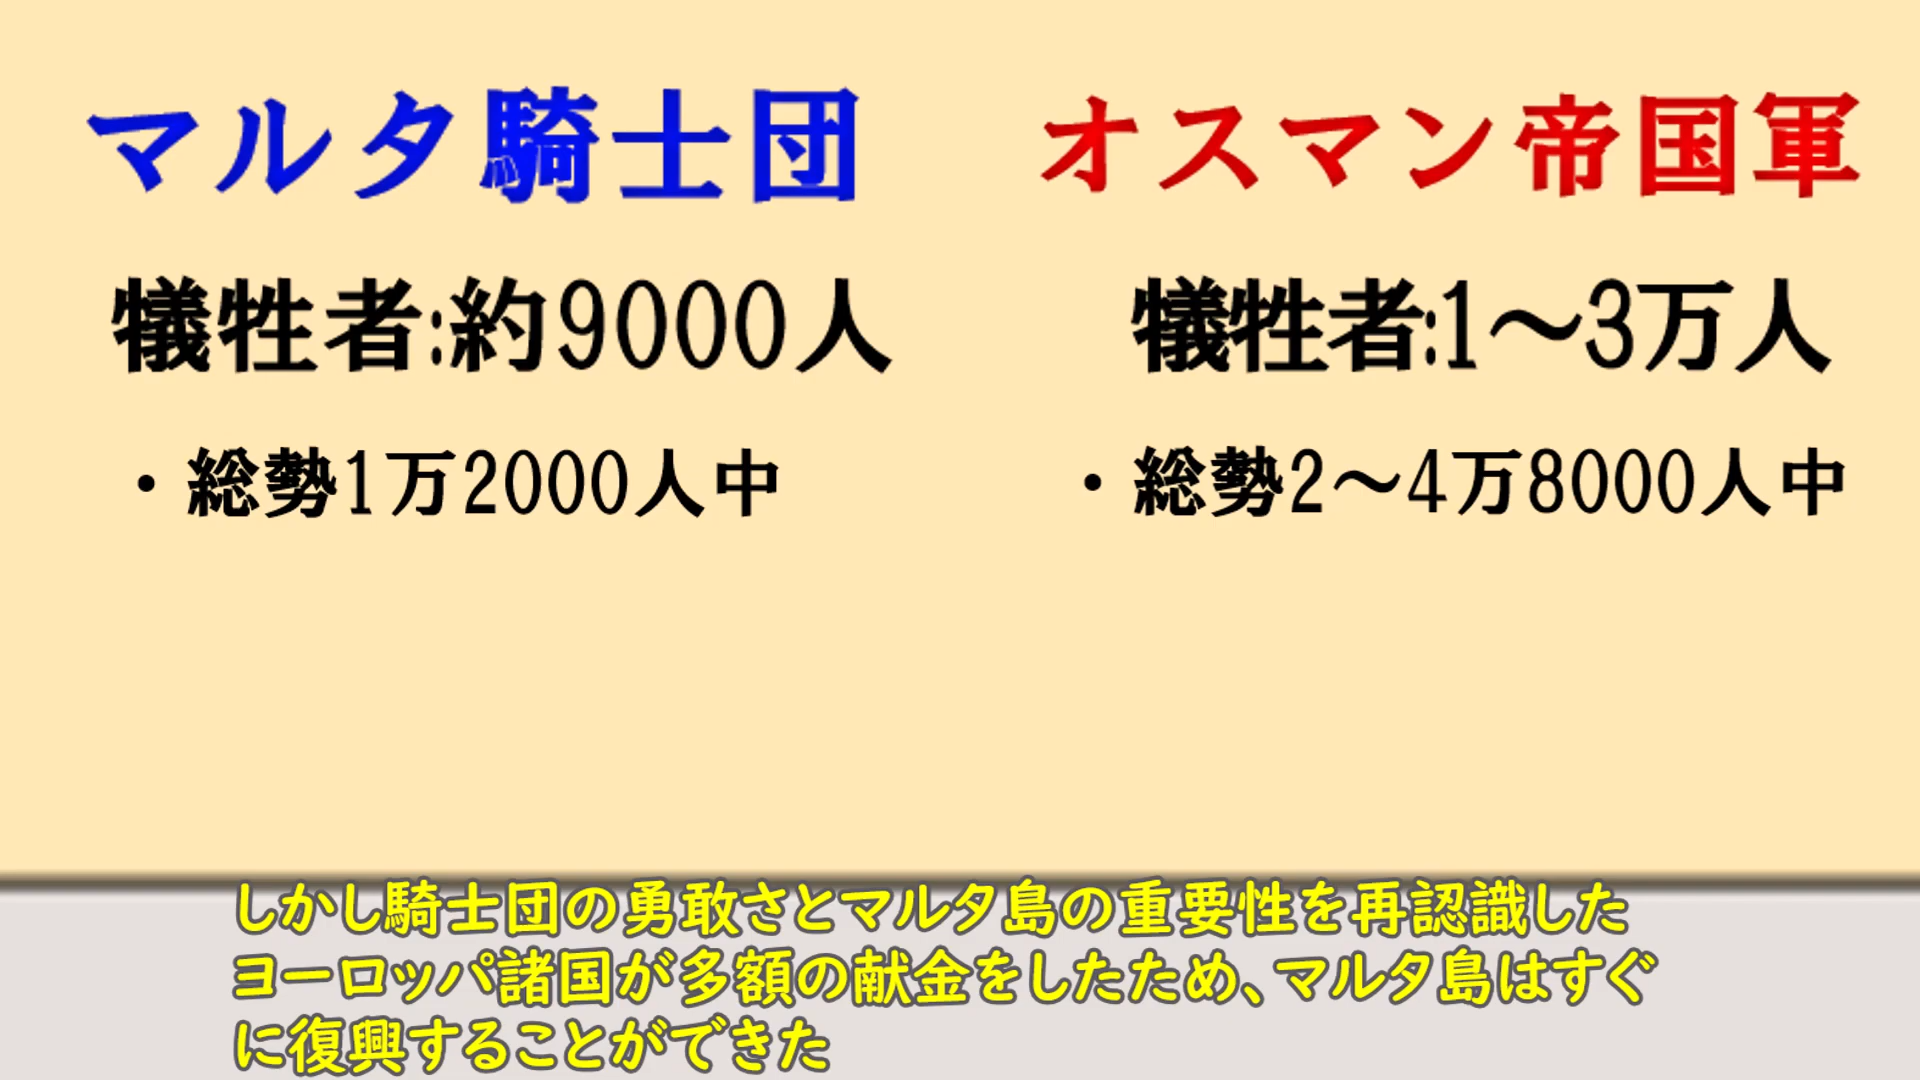 マルタ騎士団
犠牲者:約9000人
・総勢1万2000人中
オスマン帝国軍
犠牲者:1～3万人
・総勢2～4万8000人中
しかし騎士団の勇敢さとマルタ島の重要性を再認識した
ヨーロッパ諸国が多額の献金をしたため、マルタ島はすぐ
に復興することができた